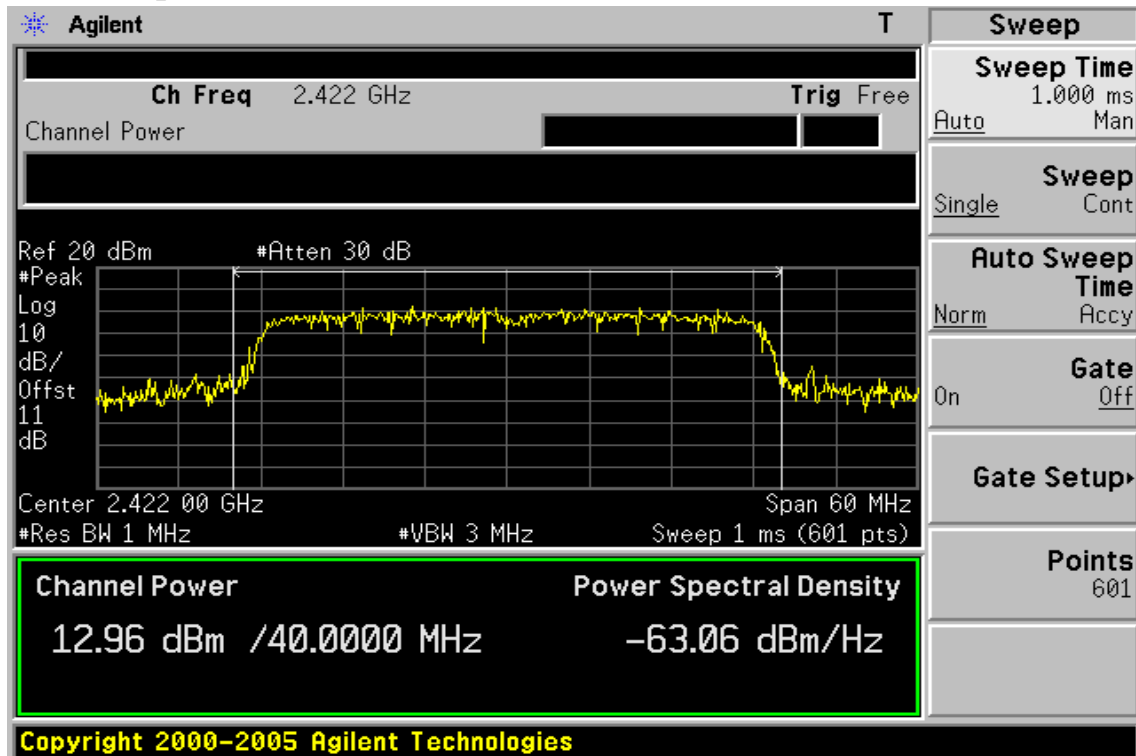 Agilent
T
Sweep
Ch Freq 2.422 GHz
Trig Free
Channel Power
Sweep Time
1.000 ms
Auto Man
Sweep
Single Cont
Auto Sweep
Time
Norm Accy
Gate
On Off
Gate Setup
Points
601
Ref 20 dBm
#Atten 30 dB
#Peak
Log
10
dB/
Offst
11
dB
Center 2.422 00 GHz
Span 60 MHz
#Res BW 1 MHz
#VBW 3 MHz
Sweep 1 ms (601 pts)
Channel Power
Power Spectral Density
12.96 dBm /40.0000 MHz
-63.06 dBm/Hz
Copyright 2000-2005 Agilent Technologies